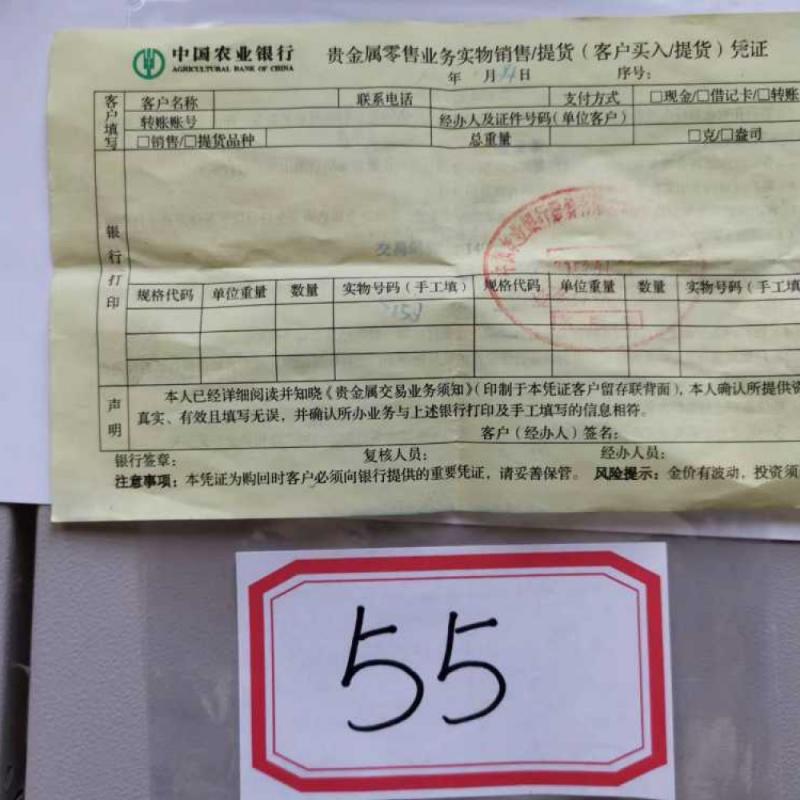 中国农业银行
AGRICULTURAL BANK OF CHINA
贵金属零售业务实物销售/提货(客户买入/提货)凭证
年 月 日 序号:
客户填写
客户名称 联系电话 支付方式 □现金/□借记卡/□转账
转账账号 经办人及证件号码(单位客户)
□销售/□提货品种 总重量 □克/□盎司
银行打印
规格代码 单位重量 数量 实物号码(手工填) 规格代码 单位重量 数量 实物号码(手工填
声明
本人已经详细阅读并知晓《贵金属交易业务须知》(印制于本凭证客户留存联背面),本人确认所提供资
真实、有效且填写无误,并确认所办业务与上述银行打印及手工填写的信息相符。
客户(经办人)签名:
银行签章: 复核人员: 经办人员:
注意事项:本凭证为购回时客户必须向银行提供的重要凭证,请妥善保管。 风险提示:金价有波动,投资须
55